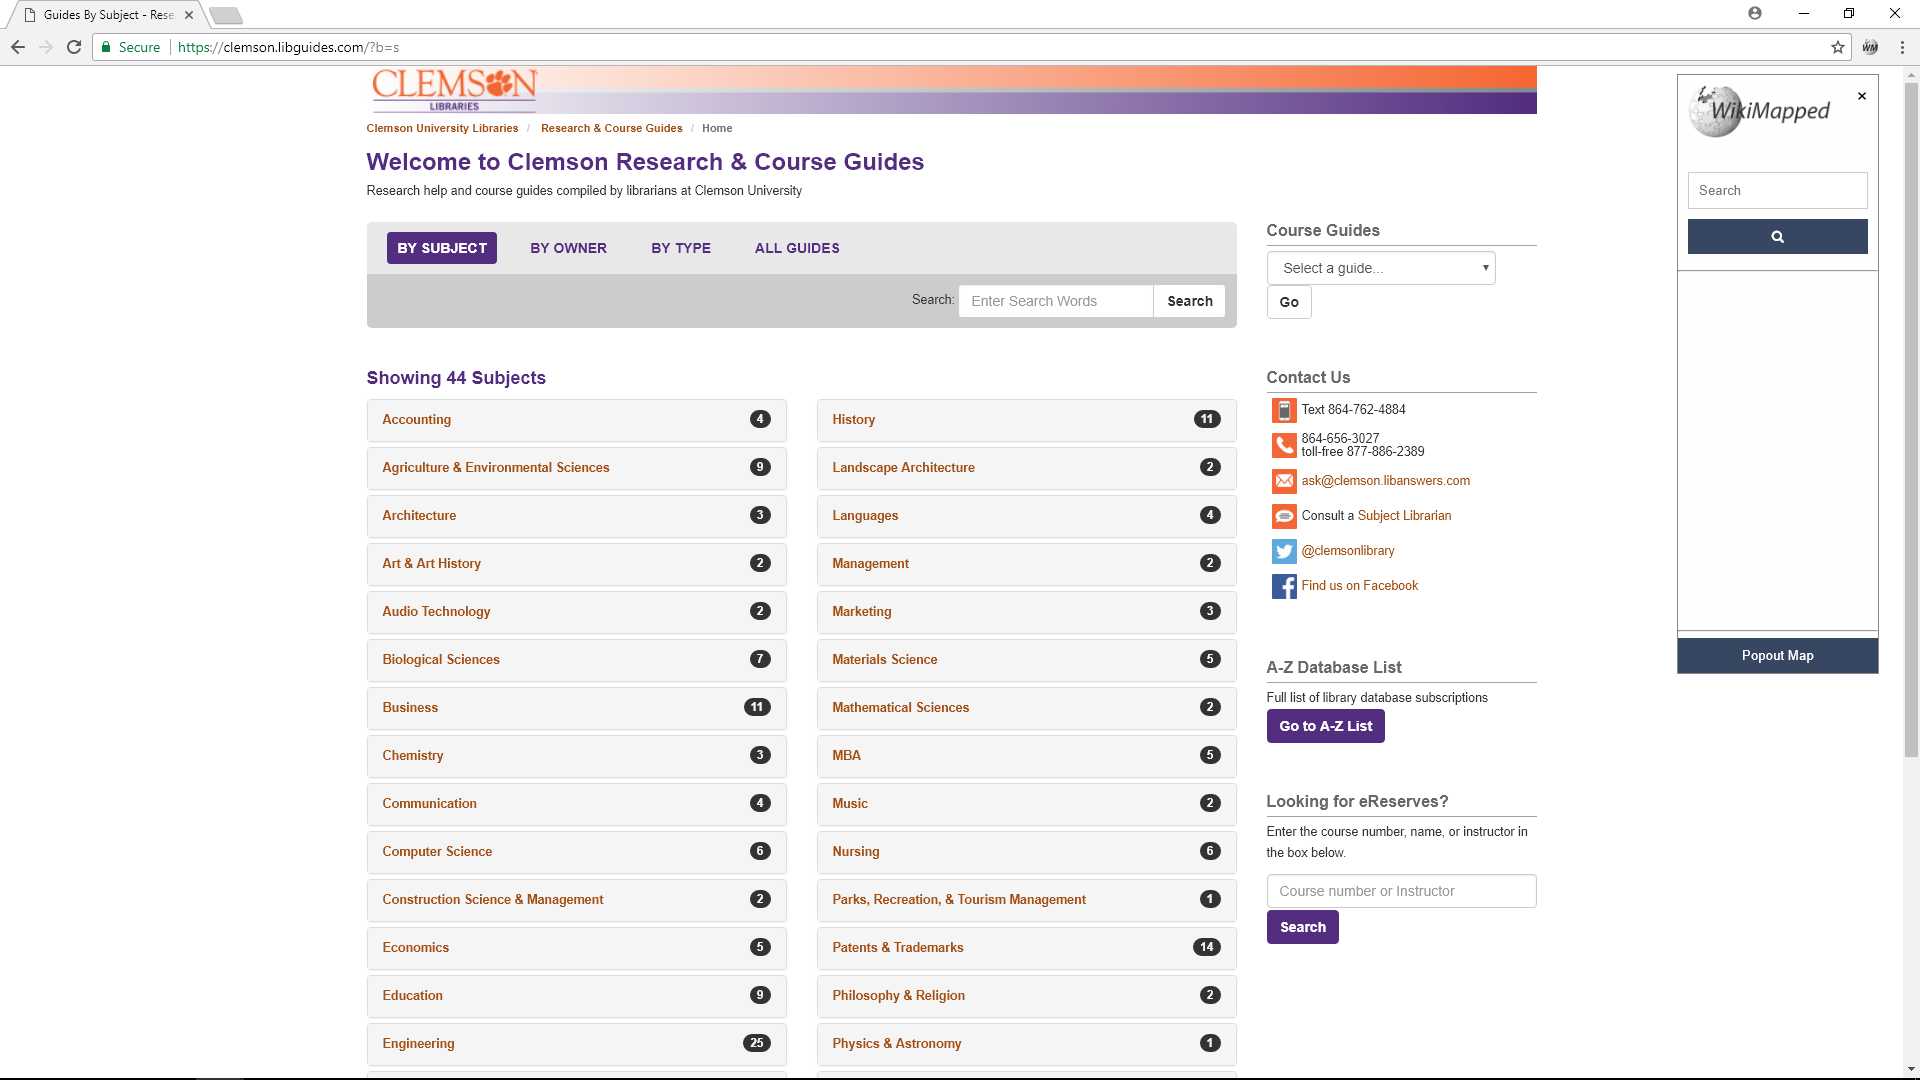 Guides By Subject - Rese
Secure
https://clemson.libguides.com/?b=s
WM
CLEMSON
LIBRARIES
WikiMapped
Clemson University Libraries / Research & Course Guides / Home
Welcome to Clemson Research & Course Guides
Research help and course guides compiled by librarians at Clemson University
Search
BY SUBJECT BY OWNER BY TYPE ALL GUIDES
Search: Enter Search Words Search
Course Guides
Select a guide...
Go
Showing 44 Subjects
Accounting 4
Agriculture & Environmental Sciences 9
Architecture 3
Art & Art History 2
Audio Technology 2
Biological Sciences 7
Business 11
Chemistry 3
Communication 4
Computer Science 6
Construction Science & Management 2
Economics 5
Education 9
Engineering 25
History 11
Landscape Architecture 2
Languages 4
Management 2
Marketing 3
Materials Science 5
Mathematical Sciences 2
MBA 5
Music 2
Nursing 6
Parks, Recreation, & Tourism Management 1
Patents & Trademarks 14
Philosophy & Religion 2
Physics & Astronomy 1
Contact Us
Text 864-762-4884
864-656-3027
toll-free 877-886-2389
ask@clemson.libanswers.com
Consult a Subject Librarian
@clemsonlibrary
Find us on Facebook
A-Z Database List
Full list of library database subscriptions
Go to A-Z List
Looking for eReserves?
Enter the course number, name, or instructor in
the box below.
Course number or Instructor
Search
Popout Map